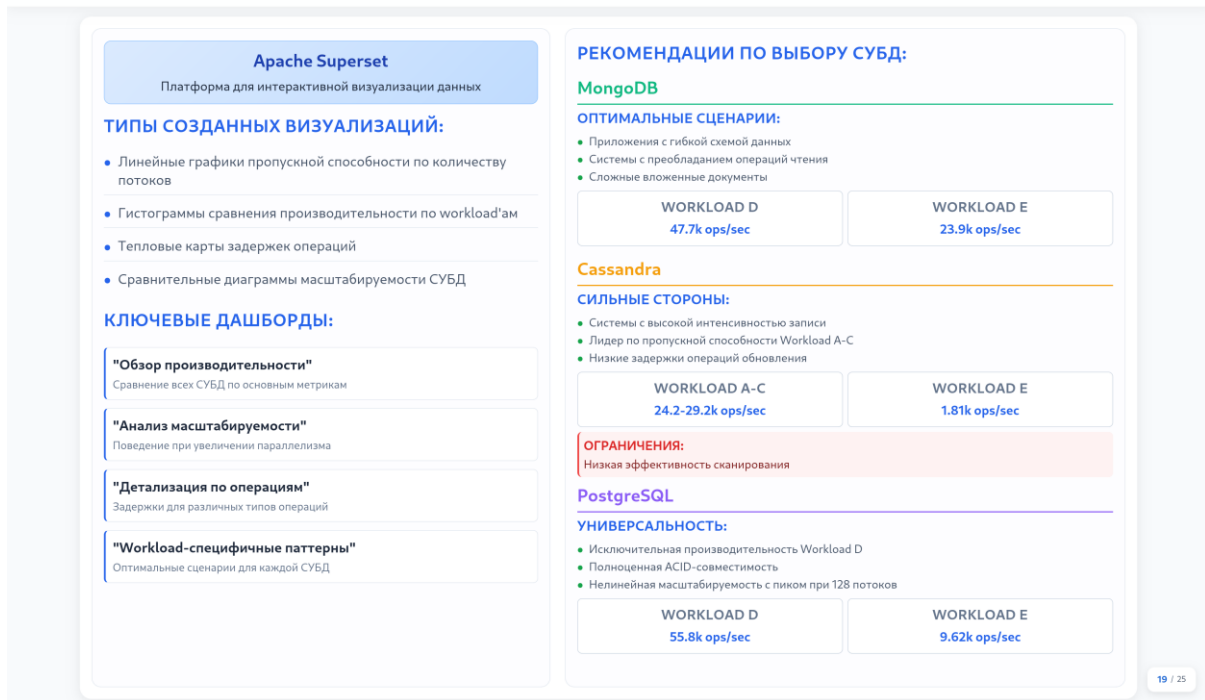 Apache Superset
Платформа для интерактивной визуализации данных
ТИПЫ СОЗДАННЫХ ВИЗУАЛИЗАЦИЙ:
• Линейные графики пропускной способности по количеству
потоков
• Гистограммы сравнения производительности по workload'ам
• Тепловые карты задержек операций
• Сравнительные диаграммы масштабируемости СУБД
КЛЮЧЕВЫЕ ДАШБОРДЫ:
"Обзор производительности"
Сравнение всех СУБД по основным метрикам
"Анализ масштабируемости"
Поведение при увеличении параллелизма
"Детализация по операциям"
Задержки для различных типов операций
"Workload-специфичные паттерны"
Оптимальные сценарии для каждой СУБД
РЕКОМЕНДАЦИИ ПО ВЫБОРУ СУБД:
MongoDB
ОПТИМАЛЬНЫЕ СЦЕНАРИИ:
• Приложения с гибкой схемой данных
• Системы с преобладанием операций чтения
• Сложные вложенные документы
WORKLOAD D
47.7k ops/sec
WORKLOAD E
23.9k ops/sec
Cassandra
СИЛЬНЫЕ СТОРОНЫ:
• Системы с высокой интенсивностью записи
• Лидер по пропускной способности Workload A-C
• Низкие задержки операций обновления
WORKLOAD A-C
24.2-29.2k ops/sec
WORKLOAD E
1.81k ops/sec
ОГРАНИЧЕНИЯ:
Низкая эффективность сканирования
PostgreSQL
УНИВЕРСАЛЬНОСТЬ:
• Исключительная производительность Workload D
• Полноценная ACID-совместимость
• Нелинейная масштабируемость с пиком при 128 потоков
WORKLOAD D
55.8k ops/sec
WORKLOAD E
9.62k ops/sec
19 / 25